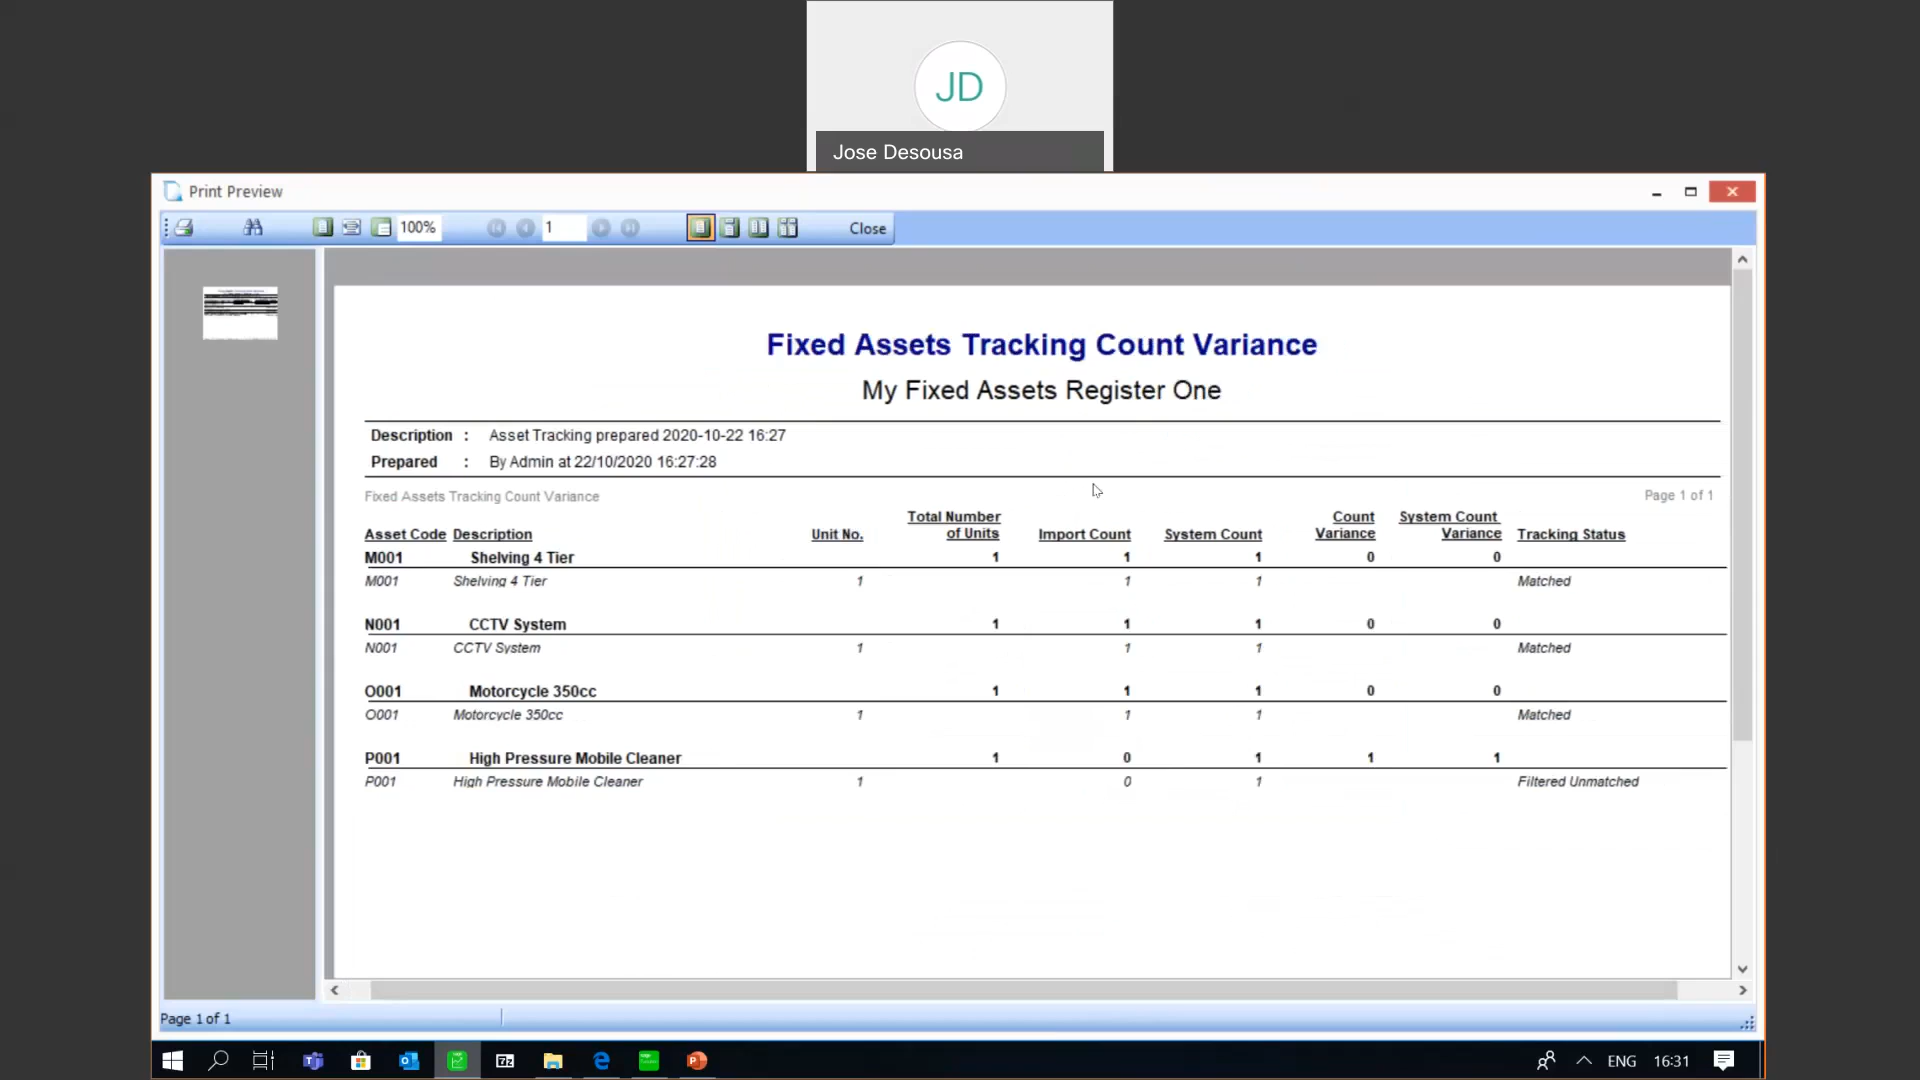 JD
Jose Desousa
Print Preview
100%
1
Close
Fixed Assets Tracking Count Variance
My Fixed Assets Register One
Description : Asset Tracking prepared 2020-10-22 16:27
Prepared : By Admin at 22/10/2020 16:27:28
Fixed Assets Tracking Count Variance Page 1 of 1
Asset Code Description Unit No. Total Number of Units Import Count System Count Count Variance System Count Variance Tracking Status
M001 Shelving 4 Tier 1 1 1 0 0
M001 Shelving 4 Tier 1 1 1 Matched
N001 CCTV System 1 1 1 0 0
N001 CCTV System 1 1 1 Matched
O001 Motorcycle 350cc 1 1 1 0 0
O001 Motorcycle 350cc 1 1 1 Matched
P001 High Pressure Mobile Cleaner 1 0 1 1 1
P001 High Pressure Mobile Cleaner 1 0 1 Filtered Unmatched
Page 1 of 1
ENG 16:31